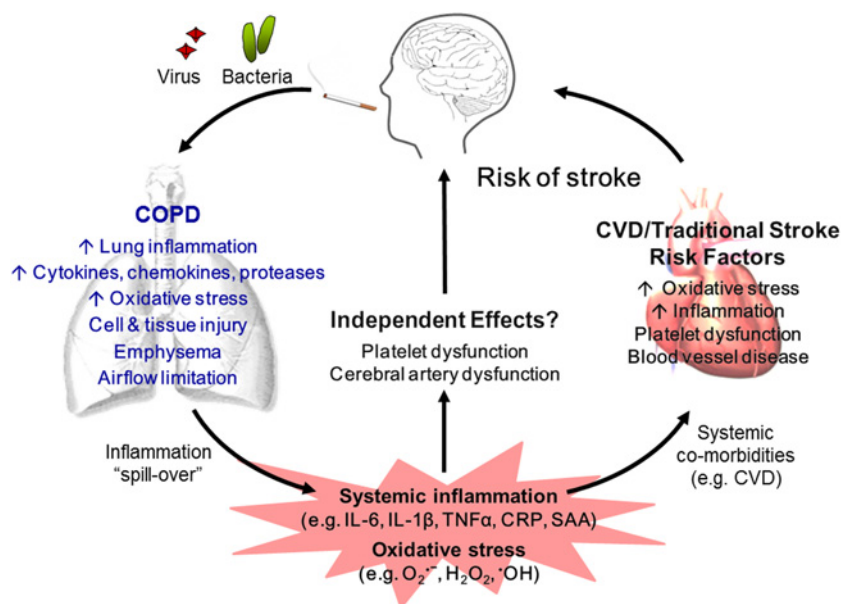 Virus
Bacteria
Risk of stroke
COPD
↑ Lung inflammation
↑ Cytokines, chemokines, proteases
↑ Oxidative stress
Cell & tissue injury
Emphysema
Airflow limitation
CVD/Traditional Stroke
Risk Factors
↑ Oxidative stress
↑ Inflammation
Platelet dysfunction
Blood vessel disease
Independent Effects?
Platelet dysfunction
Cerebral artery dysfunction
Inflammation
“spill-over”
Systemic
co-morbidities
(e.g. CVD)
Systemic inflammation
(e.g. IL-6, IL-1β, TNFα, CRP, SAA)
Oxidative stress
(e.g. O₂˙⁻, H₂O₂, ˙OH)